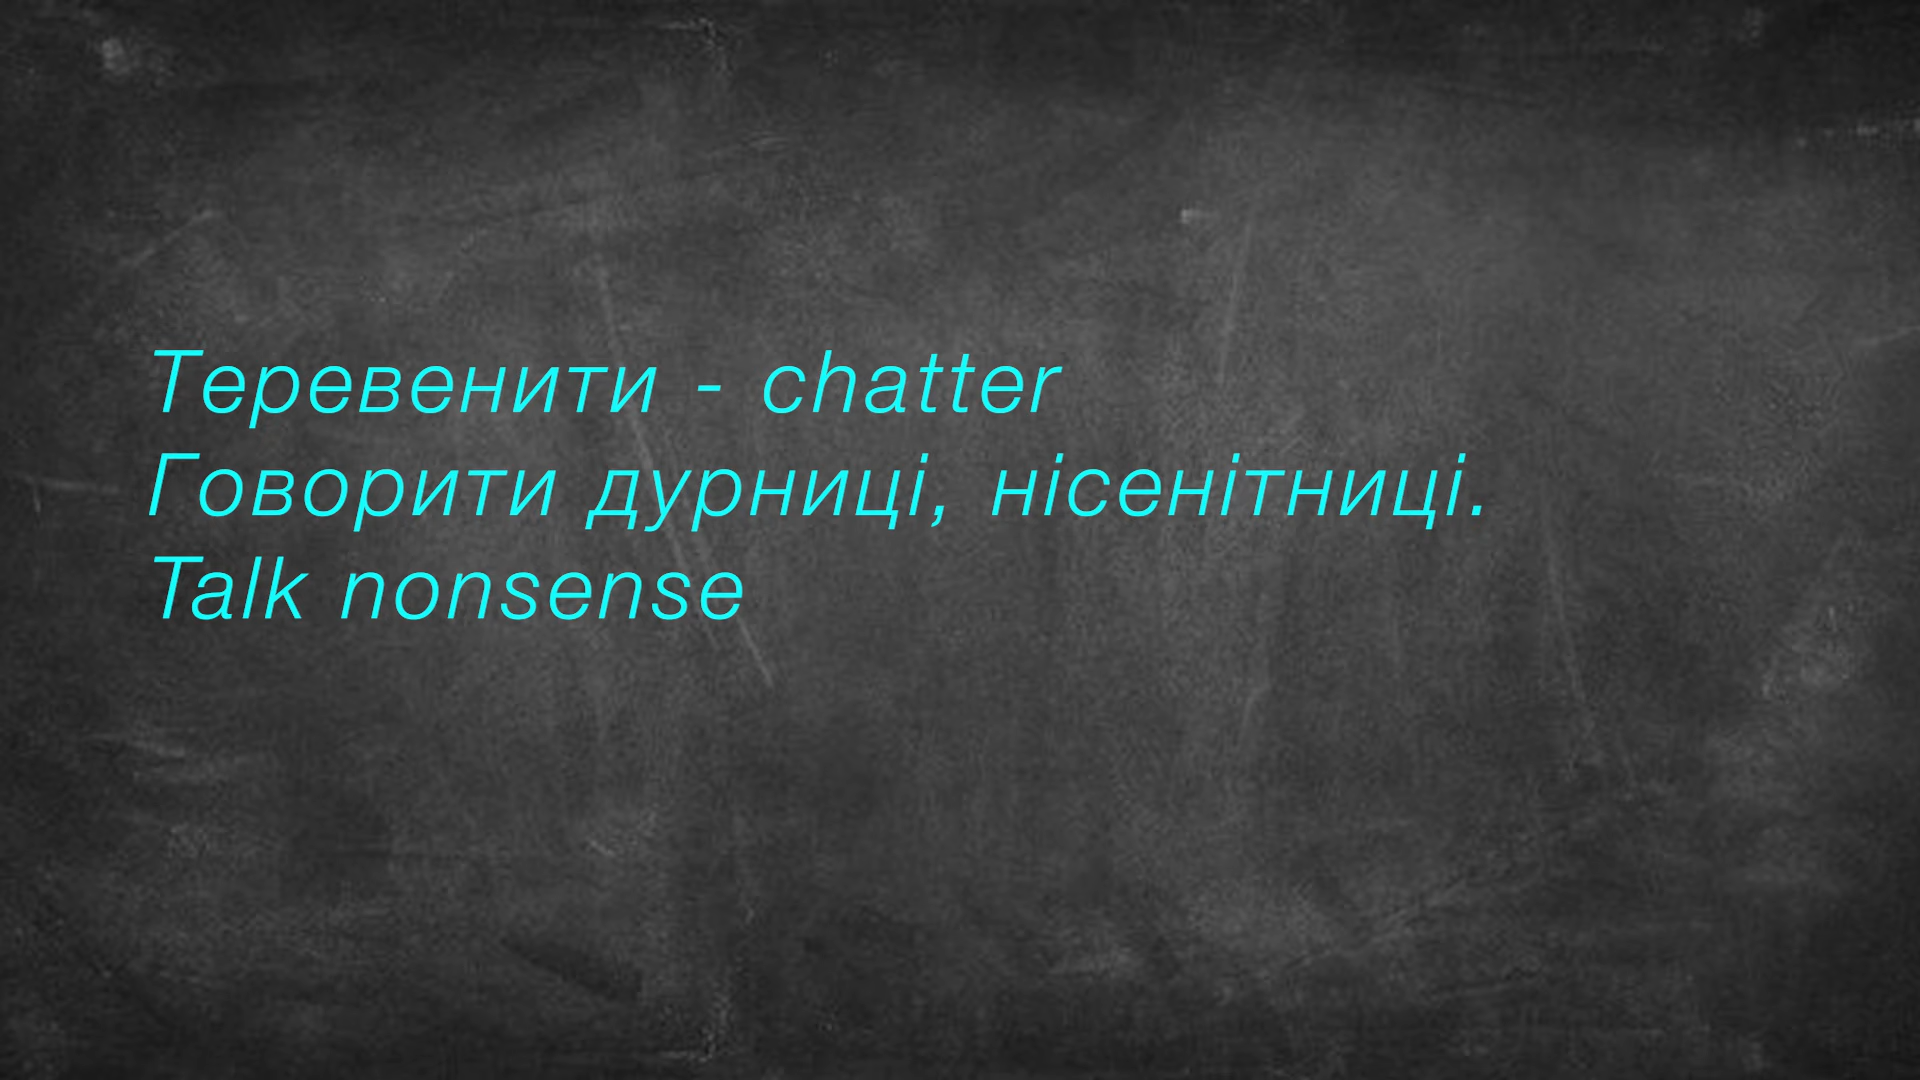 Теревенити - chatter
Говорити дурниці, нісенітниці.
Talk nonsense